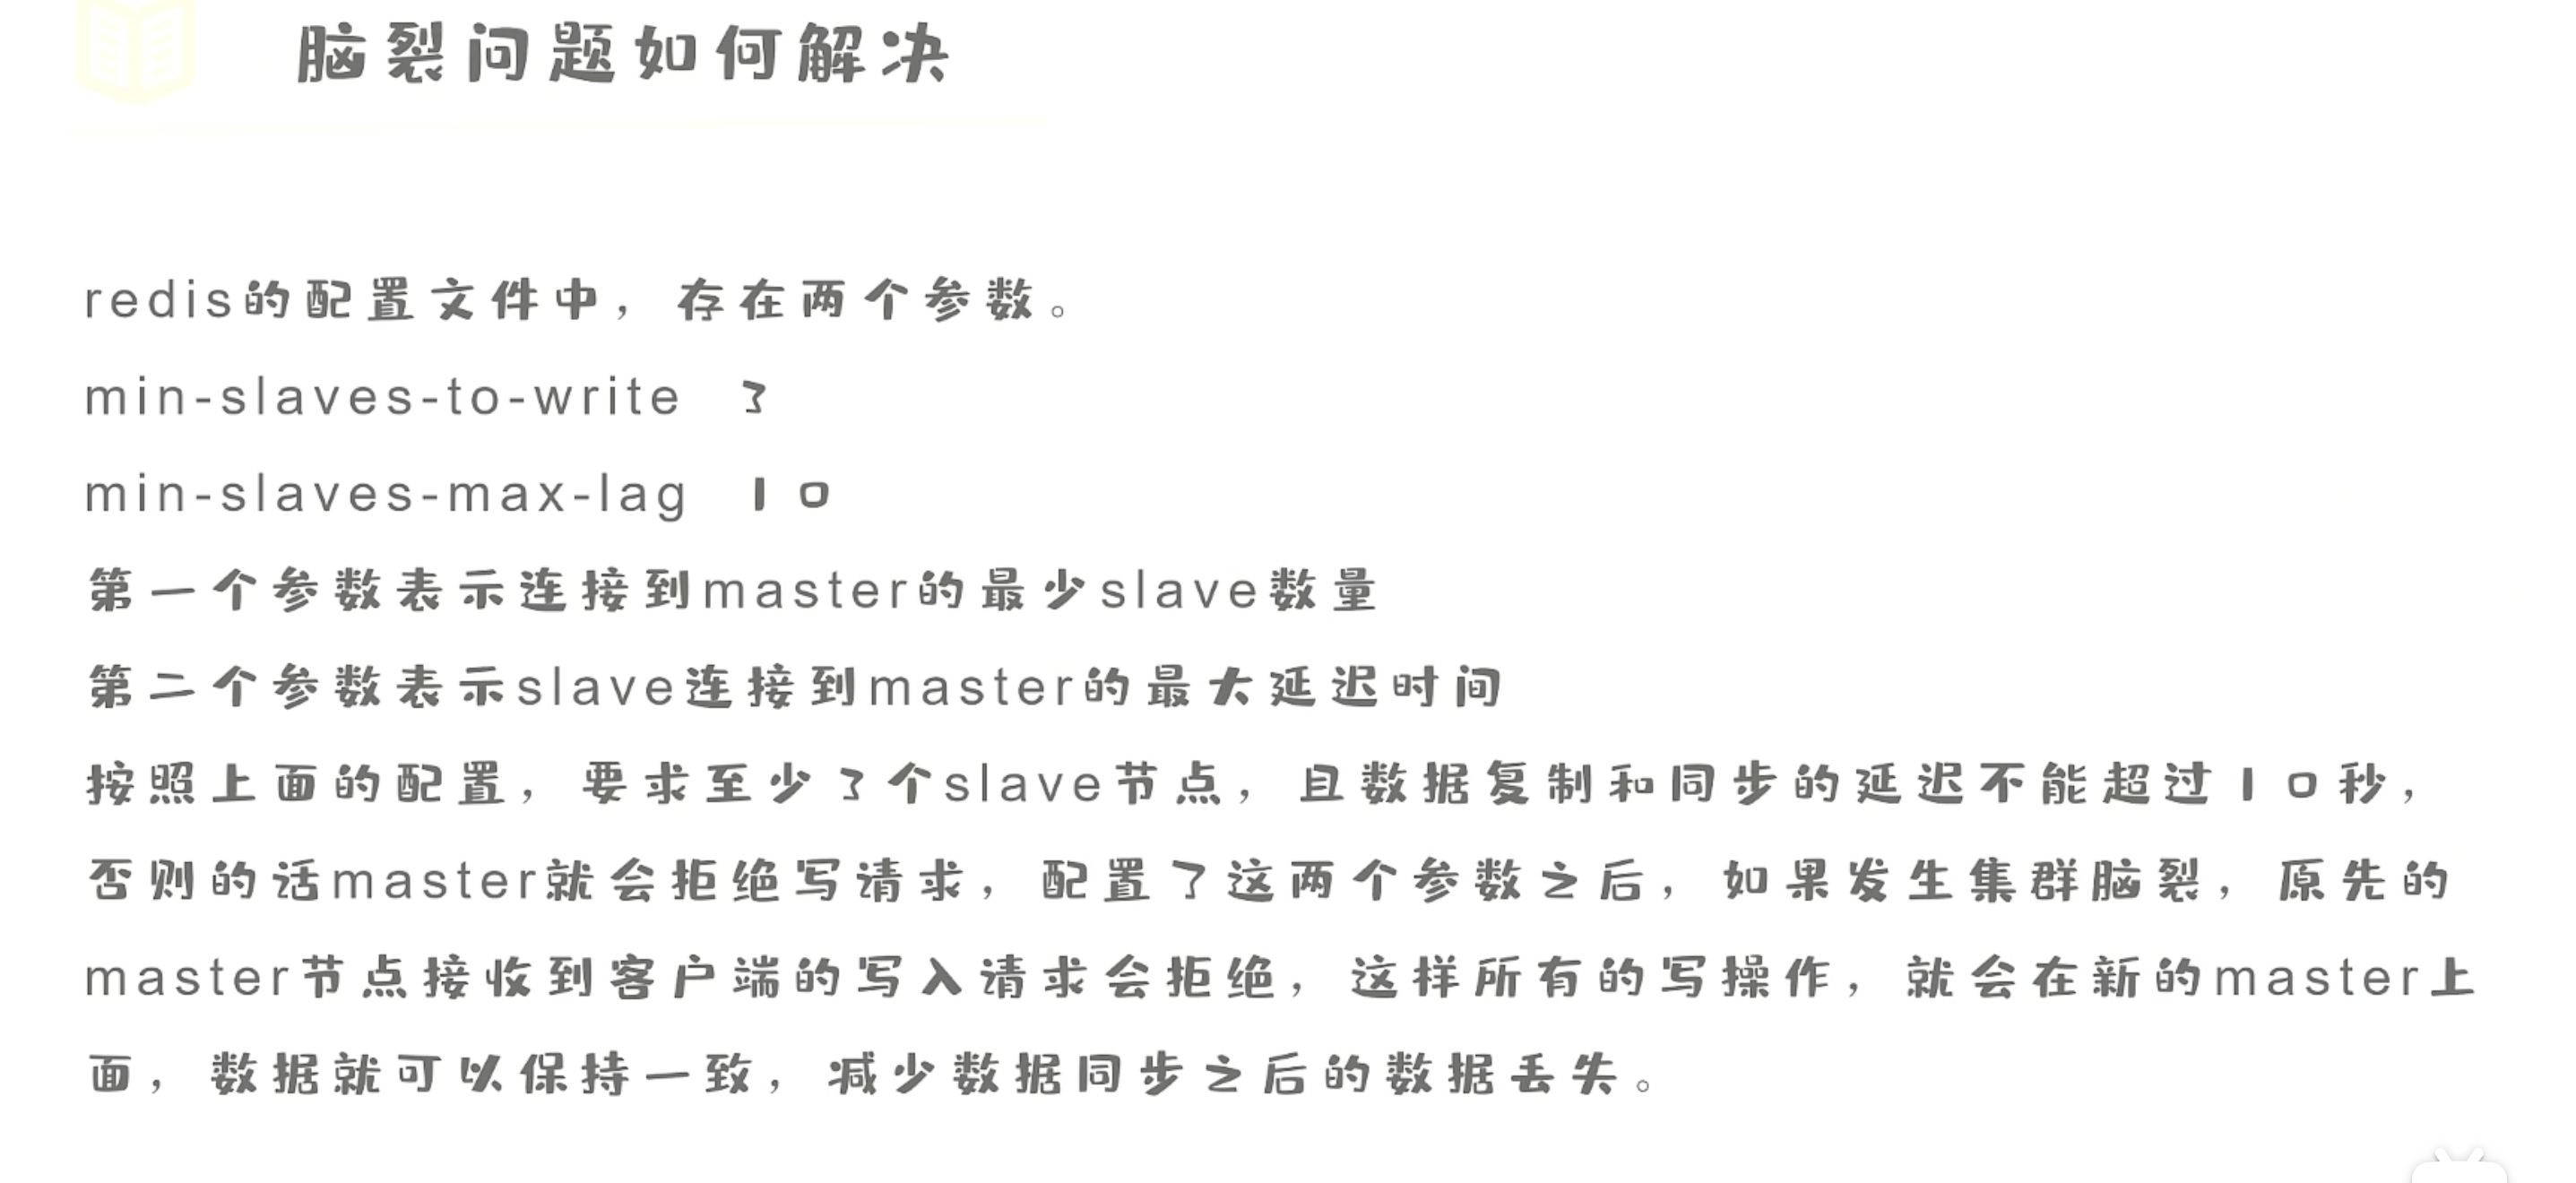 脑裂问题如何解决
redis的配置文件中，存在两个参数。
min-slaves-to-write 3
min-slaves-max-lag 10
第一个参数表示连接到master的最少slave数量
第二个参数表示slave连接到master的最大延迟时间
按照上面的配置，要求至少3个slave节点，且数据复制和同步的延迟不能超过10秒，
否则的话master就会拒绝写请求，配置了这两个参数之后，如果发生集群脑裂，原先的
master节点接收到客户端的写入请求会拒绝，这样所有的写操作，就会在新的master上
面，数据就可以保持一致，减少数据同步之后的数据丢失。